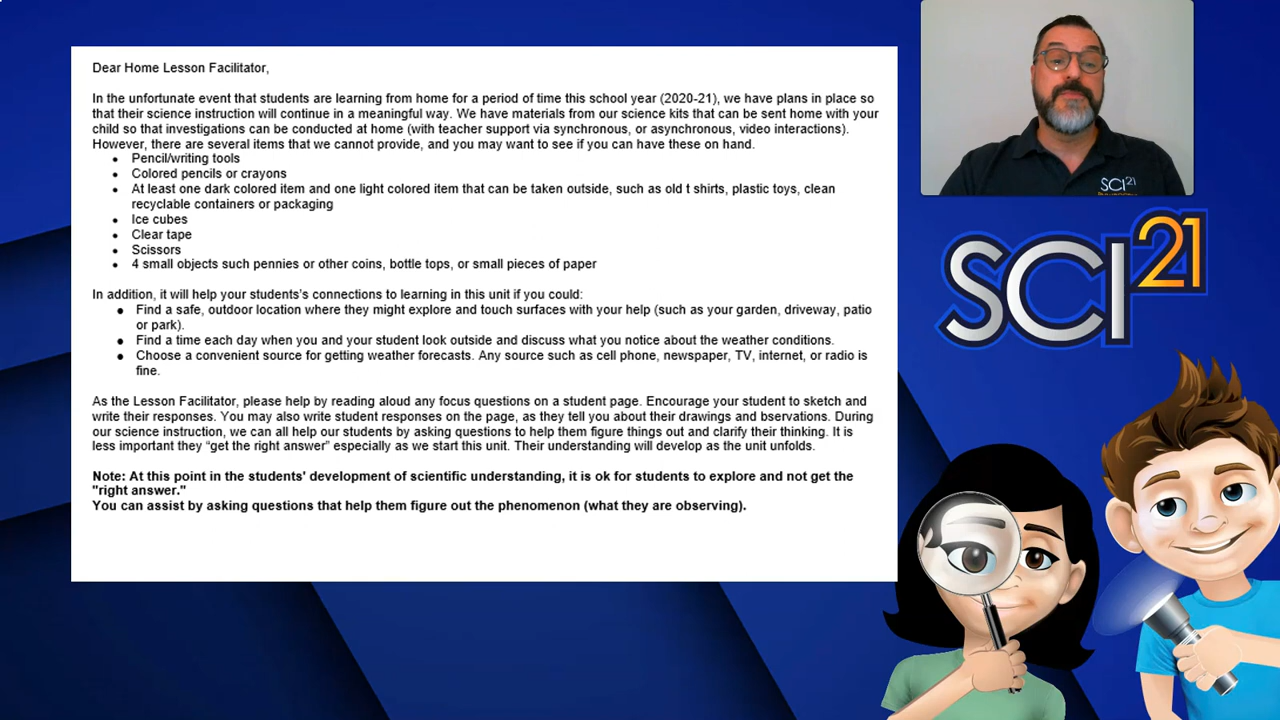 Dear Home Lesson Facilitator,
In the unfortunate event that students are learning from home for a period of time this school year (2020-21), we have plans in place so
that their science instruction will continue in a meaningful way. We have materials from our science kits that can be sent home with your
child so that investigations can be conducted at home (with teacher support via synchronous, or asynchronous, video interactions).
However, there are several items that we cannot provide, and you may want to see if you can have these on hand.
• Pencil/writing tools
• Colored pencils or crayons
• At least one dark colored item and one light colored item that can be taken outside, such as old t shirts, plastic toys, clean
recyclable containers or packaging
• Ice cubes
• Clear tape
• Scissors
• 4 small objects such pennies or other coins, bottle tops, or small pieces of paper
In addition, it will help your students's connections to learning in this unit if you could:
• Find a safe, outdoor location where they might explore and touch surfaces with your help (such as your garden, driveway, patio
or park).
• Find a time each day when you and your student look outside and discuss what you notice about the weather conditions.
• Choose a convenient source for getting weather forecasts. Any source such as cell phone, newspaper, TV, internet, or radio is
fine.
As the Lesson Facilitator, please help by reading aloud any focus questions on a student page. Encourage your student to sketch and
write their responses. You may also write student responses on the page, as they tell you about their drawings and bservations. During
our science instruction, we can all help our students by asking questions to help them figure things out and clarify their thinking. It is
less important they “get the right answer” especially as we start this unit. Their understanding will develop as the unit unfolds.
Note: At this point in the students' development of scientific understanding, it is ok for students to explore and not get the
"right answer."
You can assist by asking questions that help them figure out the phenomenon (what they are observing).
SCI21
SCI21